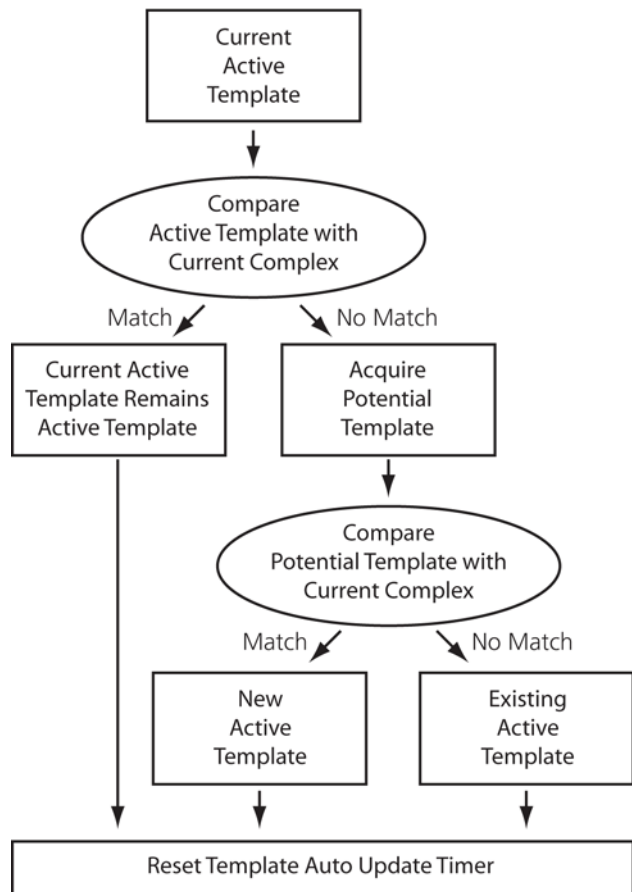 Current
Active
Template
Compare
Active Template with
Current Complex
Match
No Match
Current Active
Template Remains
Active Template
Acquire
Potential
Template
Compare
Potential Template with
Current Complex
Match
No Match
New
Active
Template
Existing
Active
Template
Reset Template Auto Update Timer